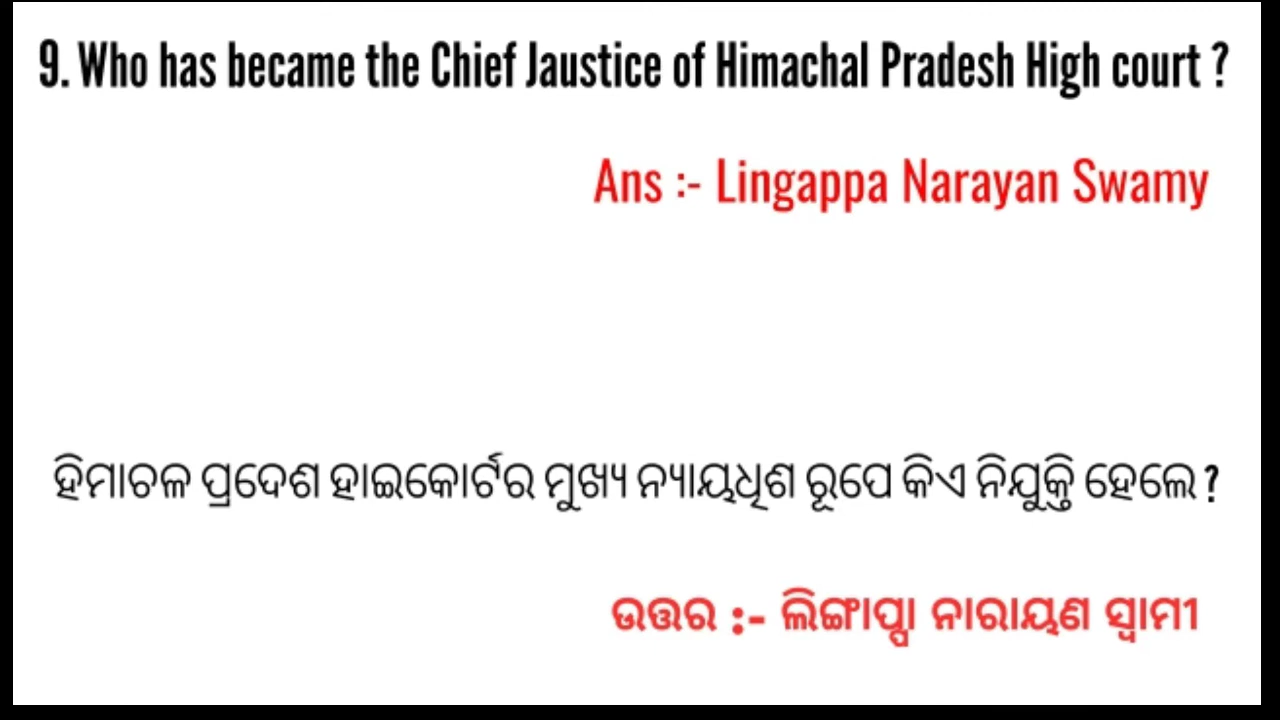 9. Who has became the Chief Jaustice of Himachal Pradesh High court ?
Ans :- Lingappa Narayan Swamy
ହିମାଚଳ ପ୍ରଦେଶ ହାଇକୋର୍ଟର ମୁଖ୍ୟ ନ୍ୟାୟଧିଶ ରୂପେ କିଏ ନିଯୁକ୍ତି ହେଲେ ?
ଉତ୍ତର :- ଲିଙ୍ଗାପ୍ପା ନାରାୟଣ ସ୍ୱାମୀ